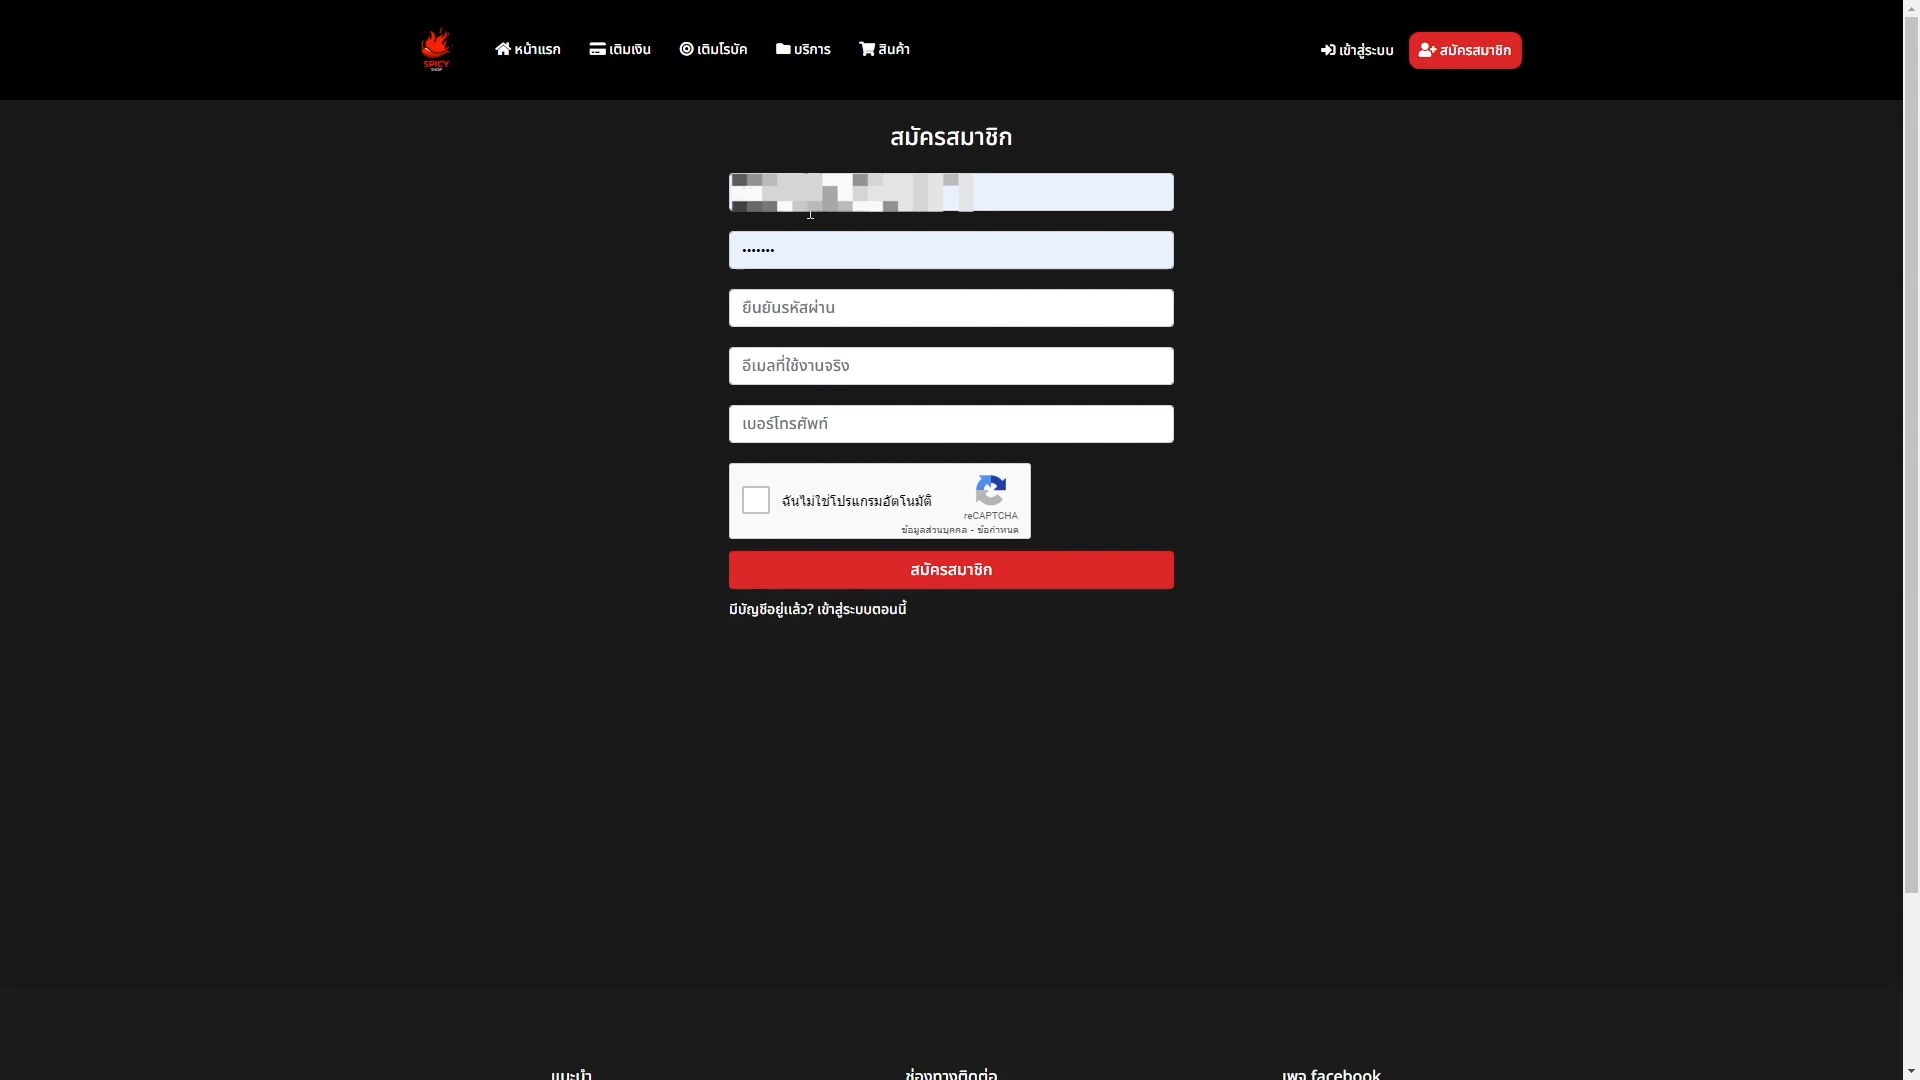 SPICY
SHOP
หน้าแรก
เติมเงิน
เติมโรบัค
บริการ
สินค้า
เข้าสู่ระบบ
สมัครสมาชิก
สมัครสมาชิก
•••••••
ยืนยันรหัสผ่าน
อีเมลที่ใช้งานจริง
เบอร์โทรศัพท์
ฉันไม่ใช่โปรแกรมอัตโนมัติ
reCAPTCHA
ข้อมูลส่วนบุคคล - ข้อกำหนด
สมัครสมาชิก
มีบัญชีอยู่แล้ว? เข้าสู่ระบบตอนนี้
แนะนำ
ช่องทางติดต่อ
เพจ facebook